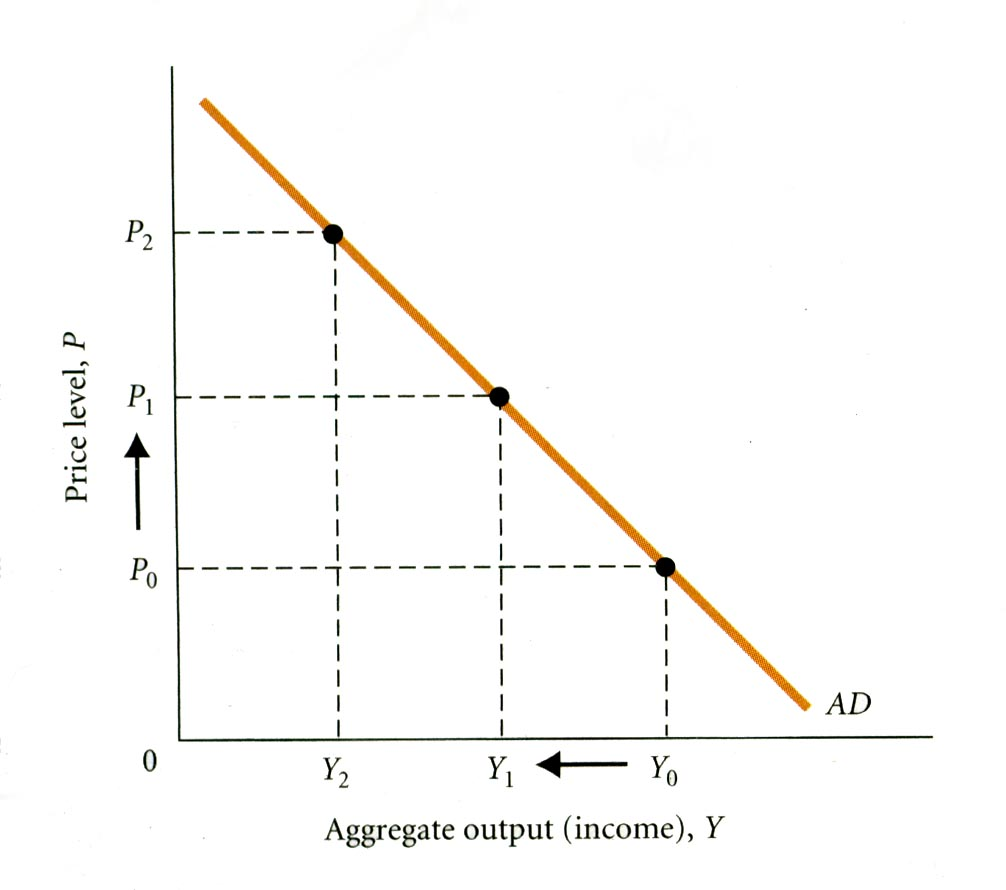 P₂
P₁
P₀
Price level, P
AD
0
Y₂
Y₁
Y₀
Aggregate output (income), Y